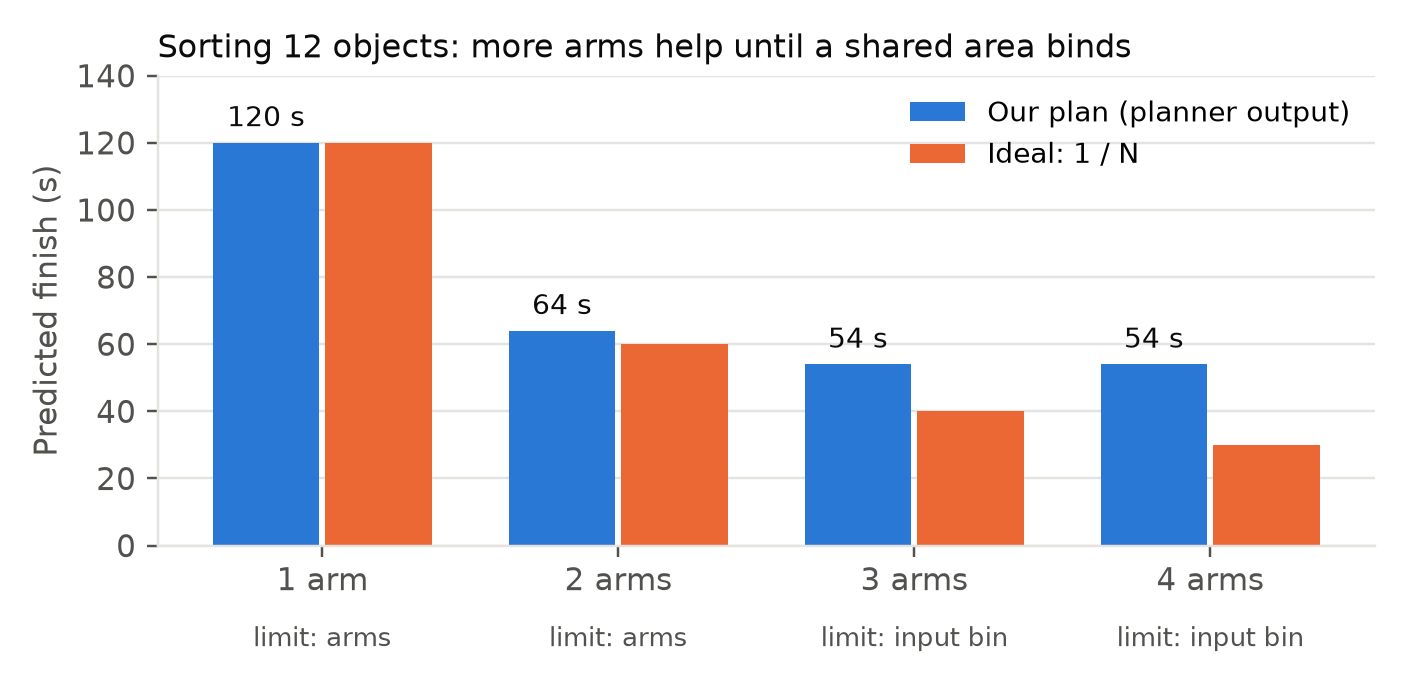 Sorting 12 objects: more arms help until a shared area binds
Predicted finish (s)
140
120
100
80
60
40
20
0
Our plan (planner output)
Ideal: 1 / N
120 s
64 s
54 s
54 s
1 arm
2 arms
3 arms
4 arms
limit: arms
limit: arms
limit: input bin
limit: input bin